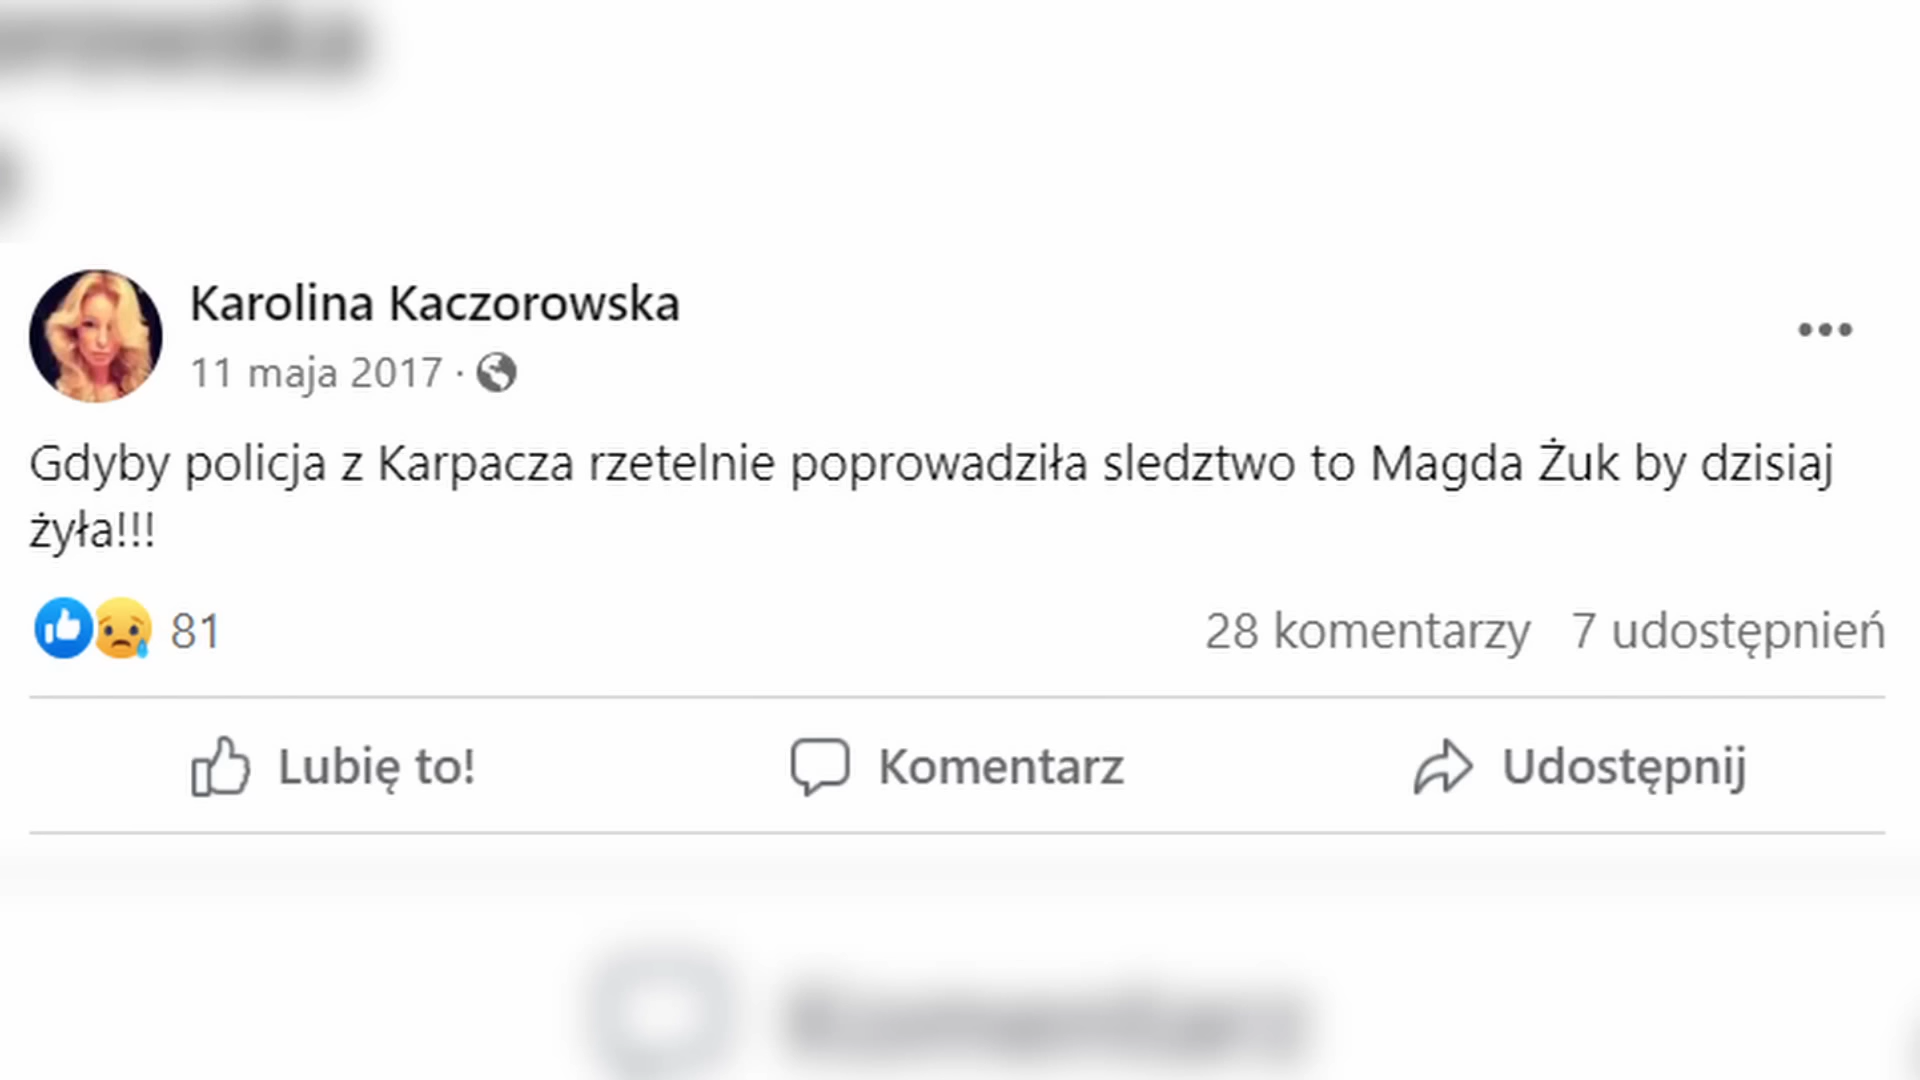 Karolina Kaczorowska
11 maja 2017 ·
Gdyby policja z Karpacza rzetelnie poprowadziła sledztwo to Magda Żuk by dzisiaj
żyła!!!
81 28 komentarzy 7 udostępnień
Lubię to! Komentarz Udostępnij
Komentarz